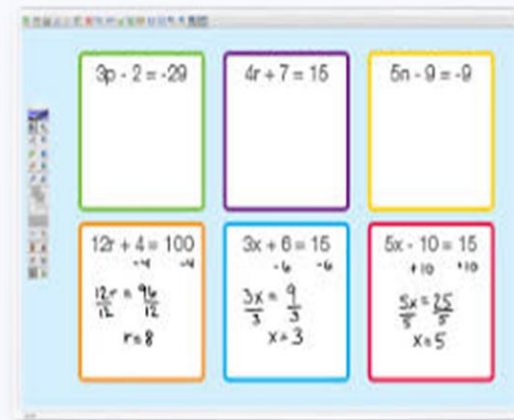 3p - 2 = -29
4r + 7 = 15
5n - 9 = -9
12r + 4 = 100
-4 -4
12r = 96
12 12
r=8
3x + 6 = 15
-6 -6
3x = 9
3 3
x=3
5x - 10 = 15
+10 +10
5x = 25
5 5
x=5